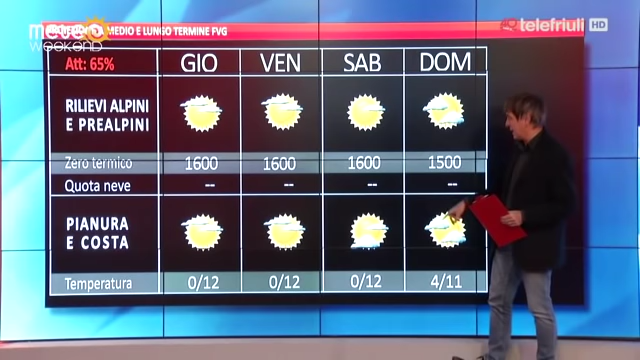 meteo
weekend
MEDIO E LUNGO TERMINE FVG
telefriuli HD
Att: 65% GIO VEN SAB DOM
RILIEVI ALPINI
E PREALPINI
Zero termico 1600 1600 1600 1500
Quota neve -- -- -- --
PIANURA
E COSTA
Temperatura 0/12 0/12 0/12 4/11